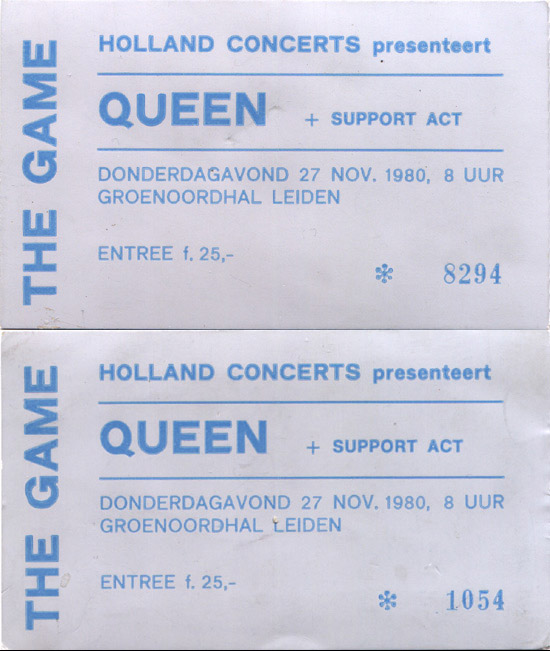 THE GAME
HOLLAND CONCERTS presenteert
QUEEN + SUPPORT ACT
DONDERDAGAVOND 27 NOV. 1980, 8 UUR
GROENOORDHAL LEIDEN
ENTREE f. 25,-
* 8294
THE GAME
HOLLAND CONCERTS presenteert
QUEEN + SUPPORT ACT
DONDERDAGAVOND 27 NOV. 1980, 8 UUR
GROENOORDHAL LEIDEN
ENTREE f. 25,-
* 1054